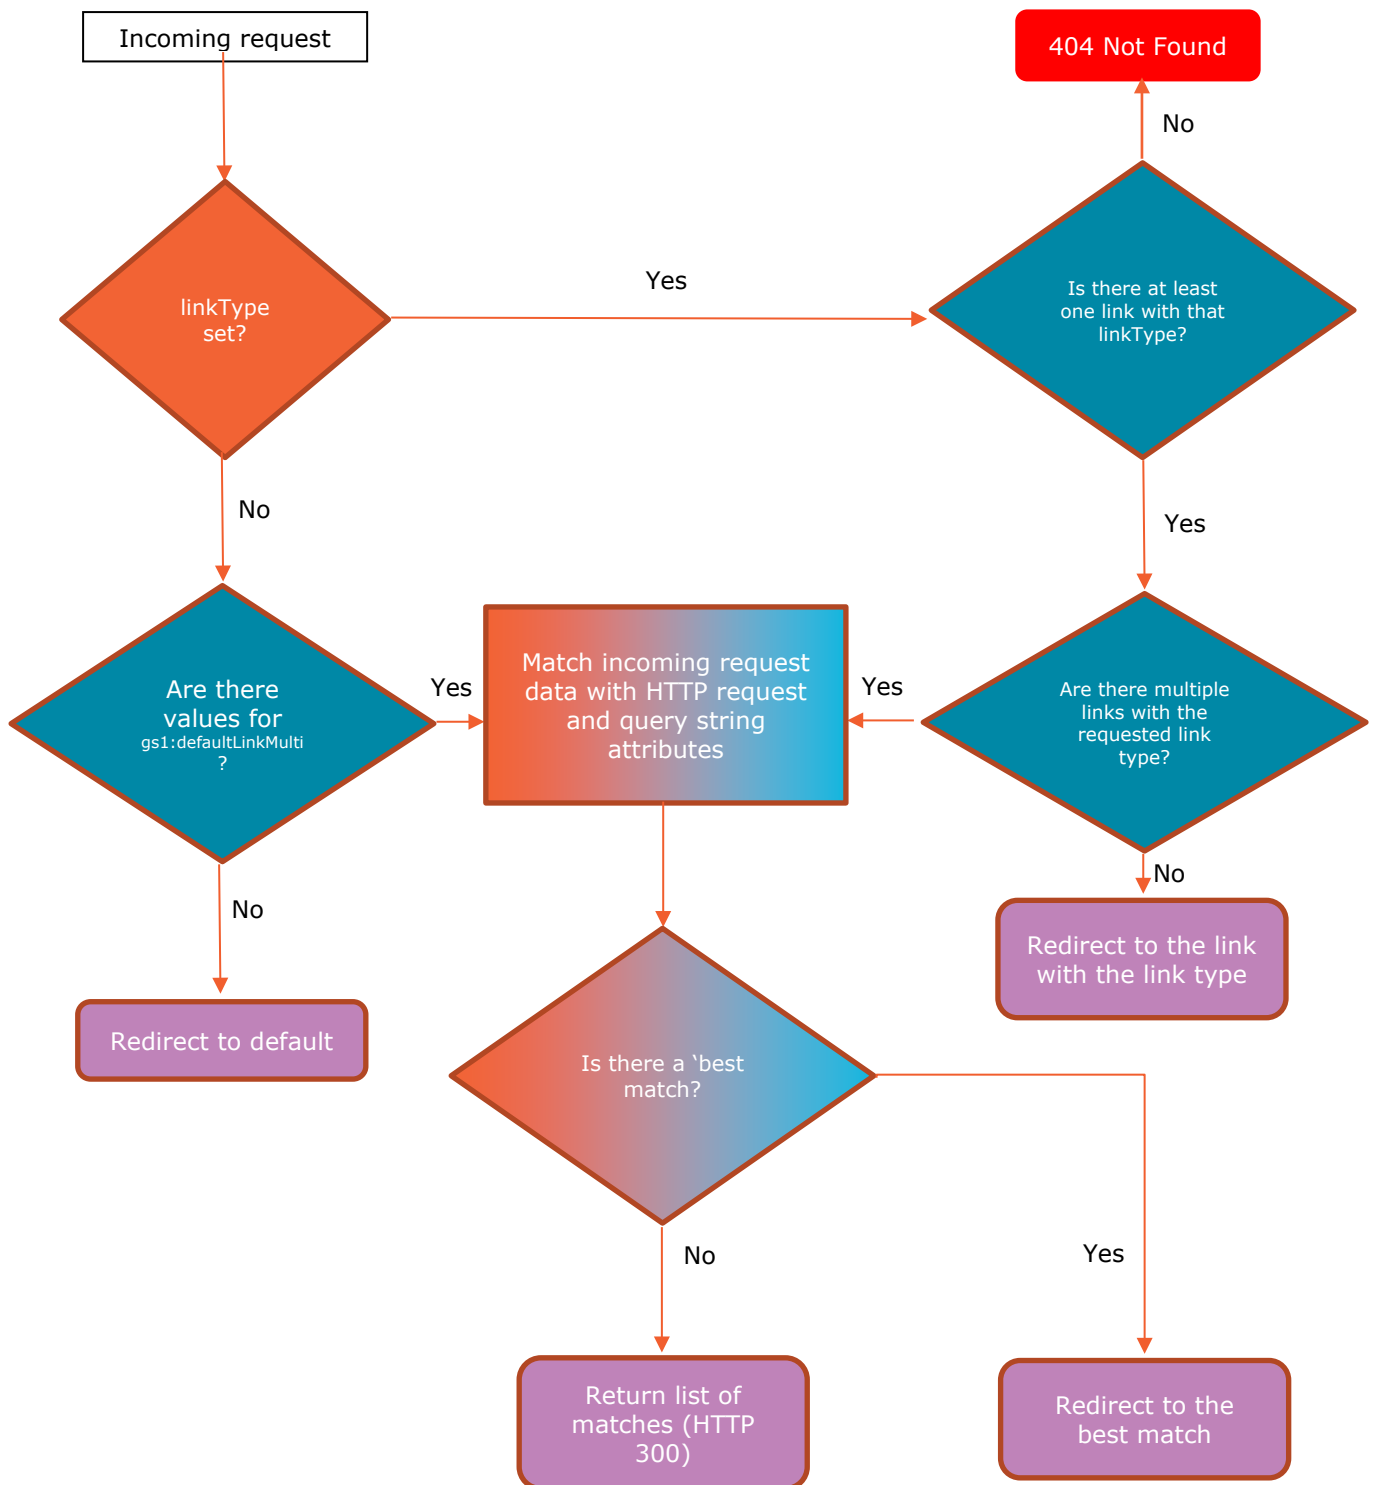 Incoming request
404 Not Found
No
linkType
set?
Yes
Is there at least
one link with that
linkType?
No
Yes
Are there
values for
gs1:defaultLinkMulti
?
Yes
Match incoming request
data with HTTP request
and query string
attributes
Yes
Are there multiple
links with the
requested link
type?
No
No
Redirect to default
Redirect to the link
with the link type
Is there a ‘best
match?
No
Yes
Return list of
matches (HTTP
300)
Redirect to the
best match